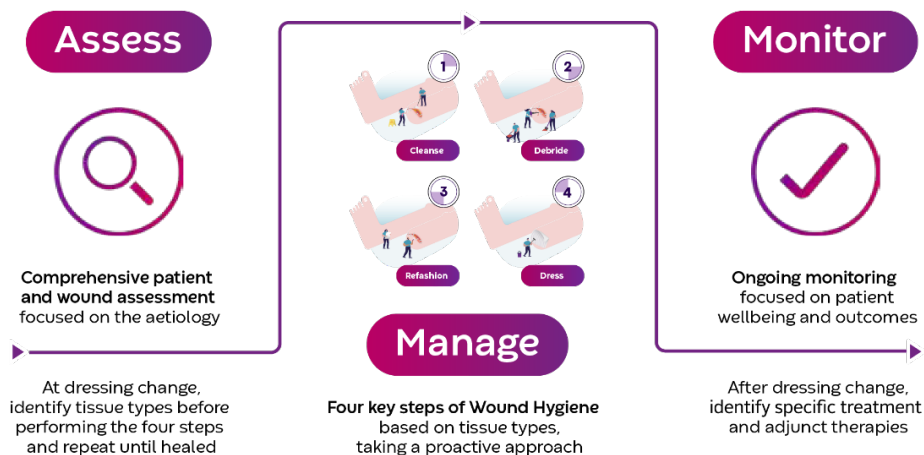 Assess
Comprehensive patient
and wound assessment
focused on the aetiology
At dressing change,
identify tissue types before
performing the four steps
and repeat until healed
1
Cleanse
2
Debride
3
Refashion
4
Dress
Manage
Four key steps of Wound Hygiene
based on tissue types,
taking a proactive approach
Monitor
Ongoing monitoring
focused on patient
wellbeing and outcomes
After dressing change,
identify specific treatment
and adjunct therapies